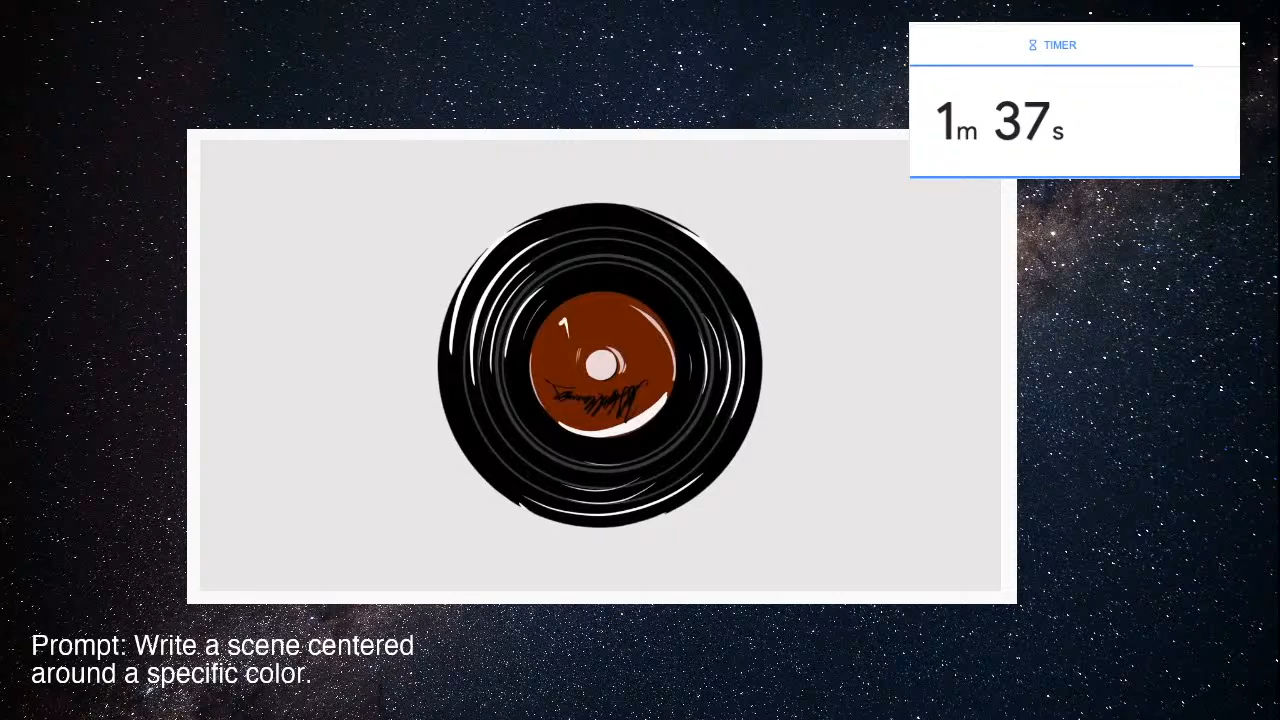 TIMER
1m 37s
Prompt: Write a scene centered
around a specific color.